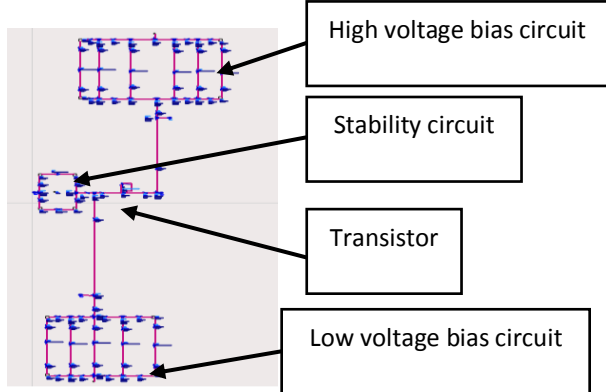 High voltage bias circuit
Stability circuit
Transistor
Low voltage bias circuit